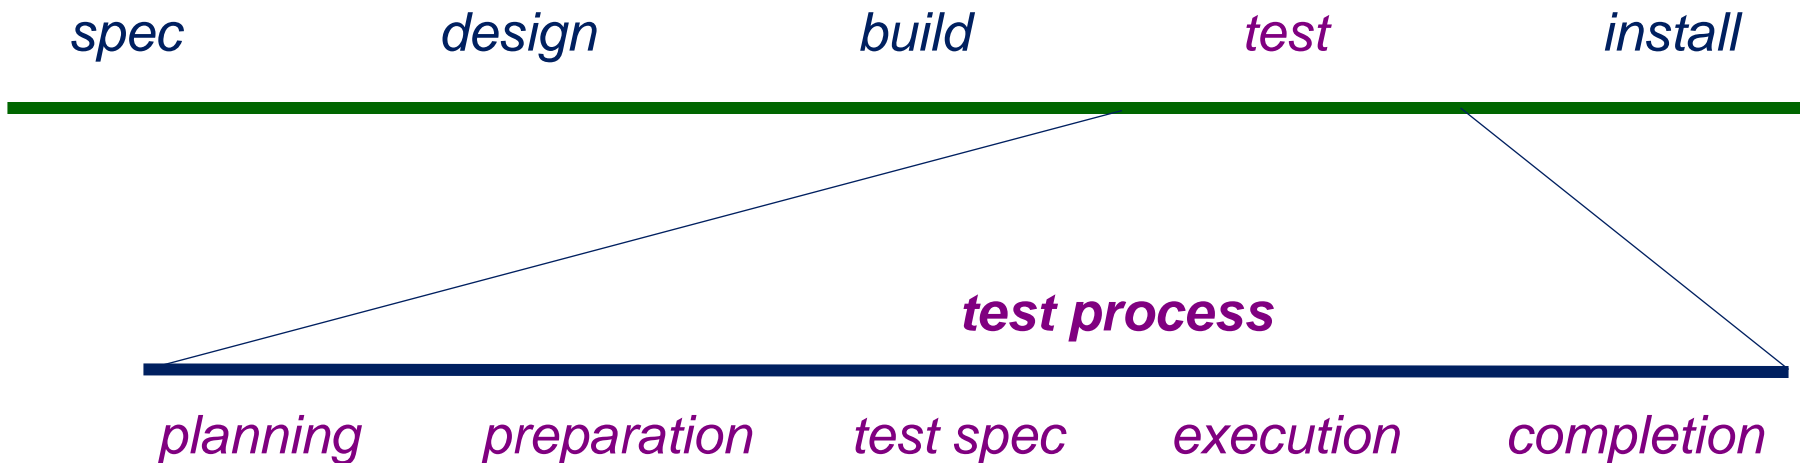 spec design build test install
test process
planning preparation test spec execution completion